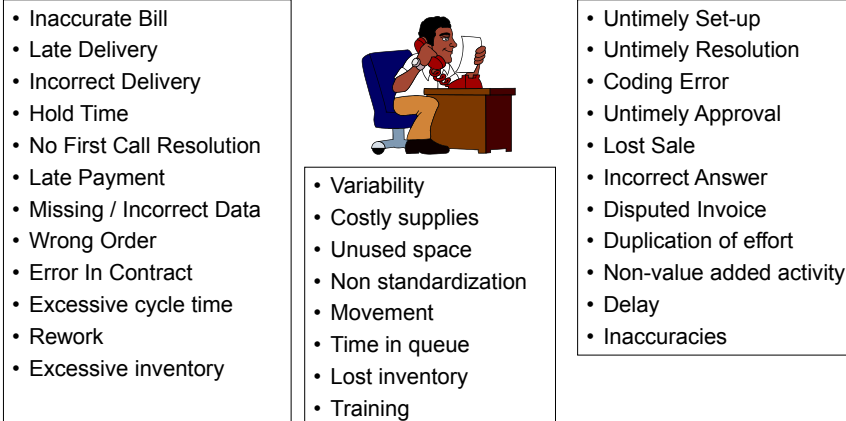 • Inaccurate Bill
• Late Delivery
• Incorrect Delivery
• Hold Time
• No First Call Resolution
• Late Payment
• Missing / Incorrect Data
• Wrong Order
• Error In Contract
• Excessive cycle time
• Rework
• Excessive inventory
• Variability
• Costly supplies
• Unused space
• Non standardization
• Movement
• Time in queue
• Lost inventory
• Training
• Untimely Set-up
• Untimely Resolution
• Coding Error
• Untimely Approval
• Lost Sale
• Incorrect Answer
• Disputed Invoice
• Duplication of effort
• Non-value added activity
• Delay
• Inaccuracies